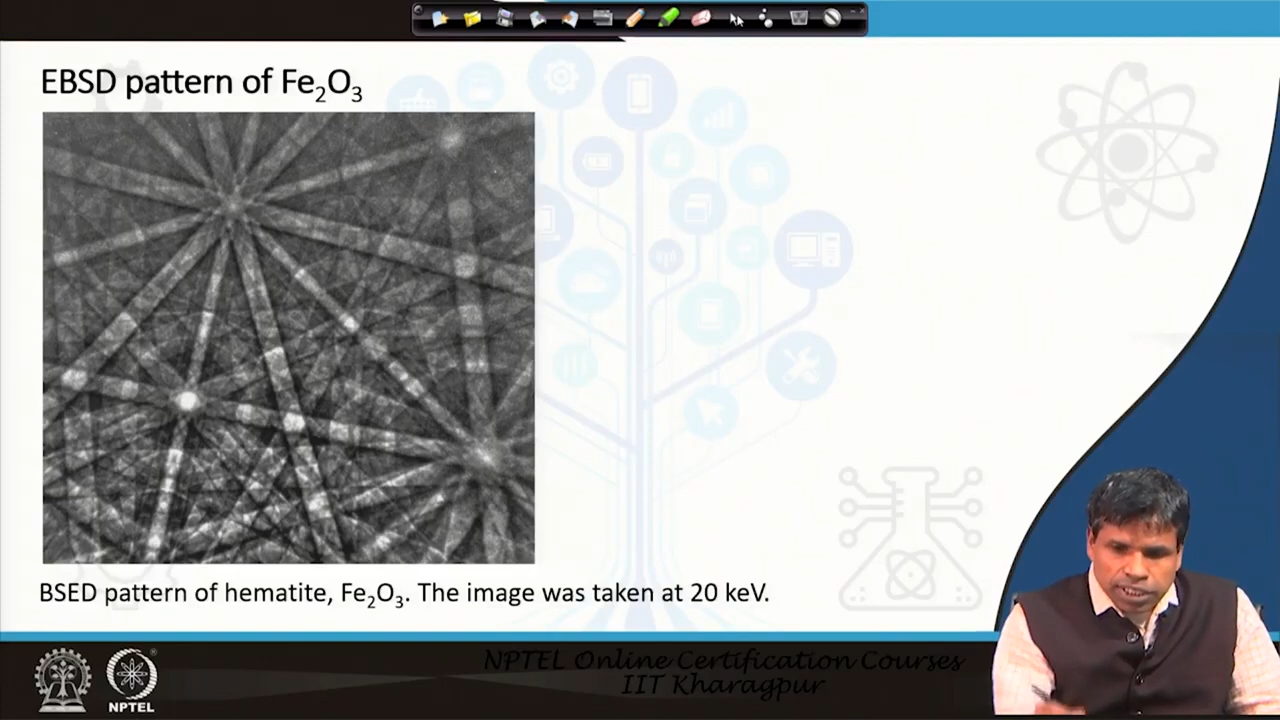 EBSD pattern of Fe₂O₃
BSED pattern of hematite, Fe₂O₃. The image was taken at 20 keV.
NPTEL Online Certification Courses
IIT Kharagpur
NPTEL